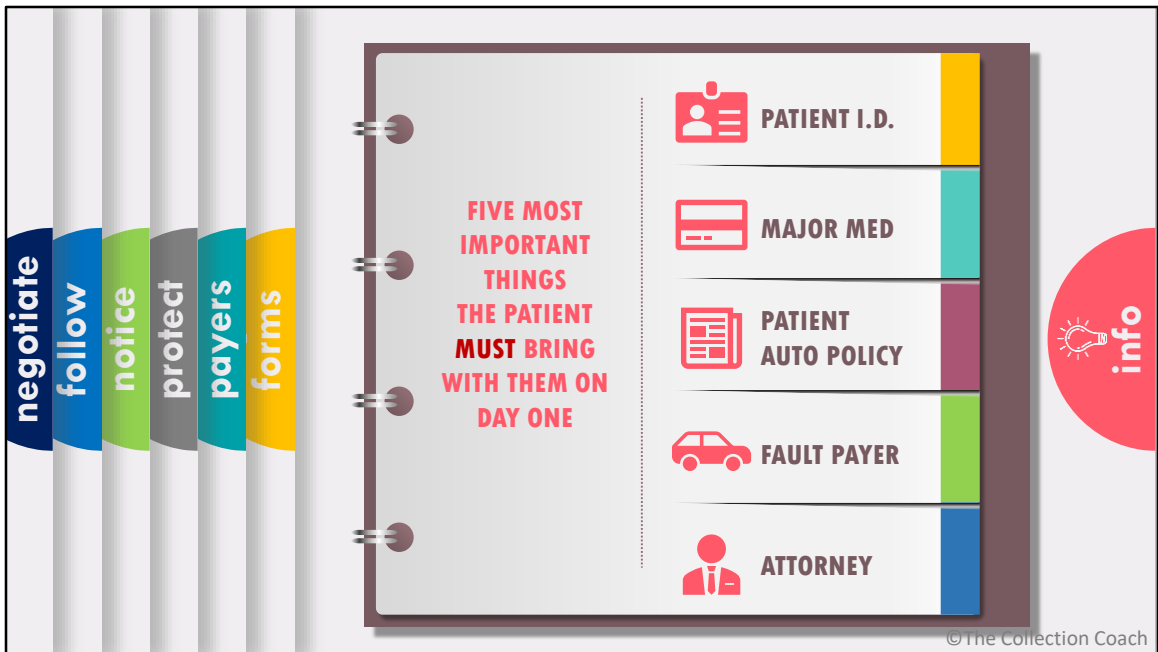 negotiate
follow
notice
protect
payers
forms
FIVE MOST
IMPORTANT
THINGS
THE PATIENT
MUST BRING
WITH THEM ON
DAY ONE
PATIENT I.D.
MAJOR MED
PATIENT
AUTO POLICY
FAULT PAYER
ATTORNEY
info
©The Collection Coach